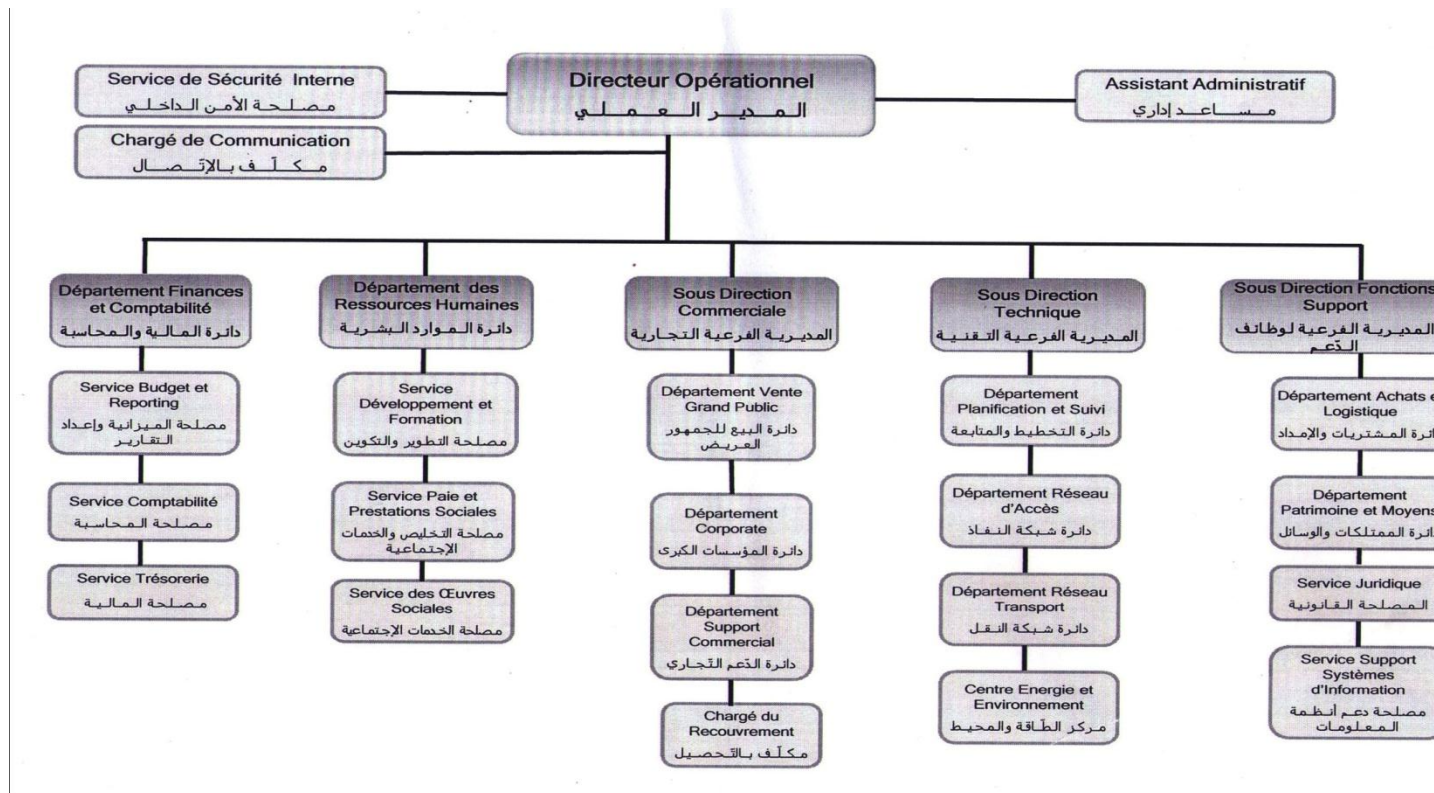 Service de Sécurité Interne
مصلحة الأمن الداخلي
Directeur Opérationnel
المدير العملي
Assistant Administratif
مساعد إداري
Chargé de Communication
مكلّف بالإتّصال
Département Finances
et Comptabilité
دائرة المالية والمحاسبة
Service Budget et
Reporting
مصلحة الميزانية وإعداد
التقارير
Service Comptabilité
مصلحة المحاسبة
Service Trésorerie
مصلحة المالية
Département des
Ressources Humaines
دائرة الموارد البشرية
Service
Développement et
Formation
مصلحة التطوير والتكوين
Service Paie et
Prestations Sociales
مصلحة التخليص والخدمات
الإجتماعية
Service des Œuvres
Sociales
مصلحة الخدمات الإجتماعية
Sous Direction
Commerciale
المديرية الفرعية التجارية
Département Vente
Grand Public
دائرة البيع للجمهور
العريض
Département
Corporate
دائرة المؤسسات الكبرى
Département
Support
Commercial
دائرة الدّعم التّجاري
Chargé du
Recouvrement
مكلّف بالتّحصيل
Sous Direction
Technique
المديرية الفرعية التقنية
Département
Planification et Suivi
دائرة التخطيط والمتابعة
Département Réseau
d'Accès
دائرة شبكة النفاذ
Département Réseau
Transport
دائرة شبكة النقل
Centre Energie et
Environnement
مركز الطّاقة والمحيط
Sous Direction Fonctions
Support
المديرية الفرعية لوظائف
الدّعم
Département Achats
Logistique
المشتريات والإمداد
Département
Patrimoine et Moyens
الممتلكات والوسائل
Service Juridique
المصلحة القانونية
Service Support
Systèmes
d'Information
مصلحة دعم أنظمة
المعلومات